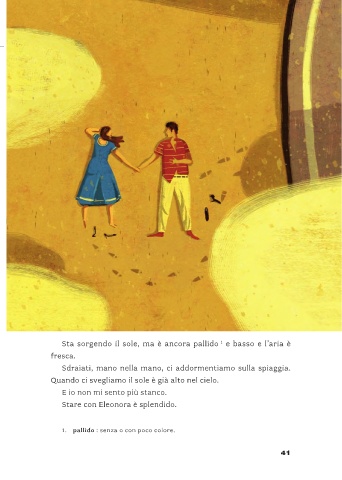 Sta sorgendo il sole, ma è ancora pallido¹ e basso e l'aria è
fresca.
Sdraiati, mano nella mano, ci addormentiamo sulla spiaggia.
Quando ci svegliamo il sole è già alto nel cielo.
E io non mi sento più stanco.
Stare con Eleonora è splendido.
1. pallido : senza o con poco colore.
41